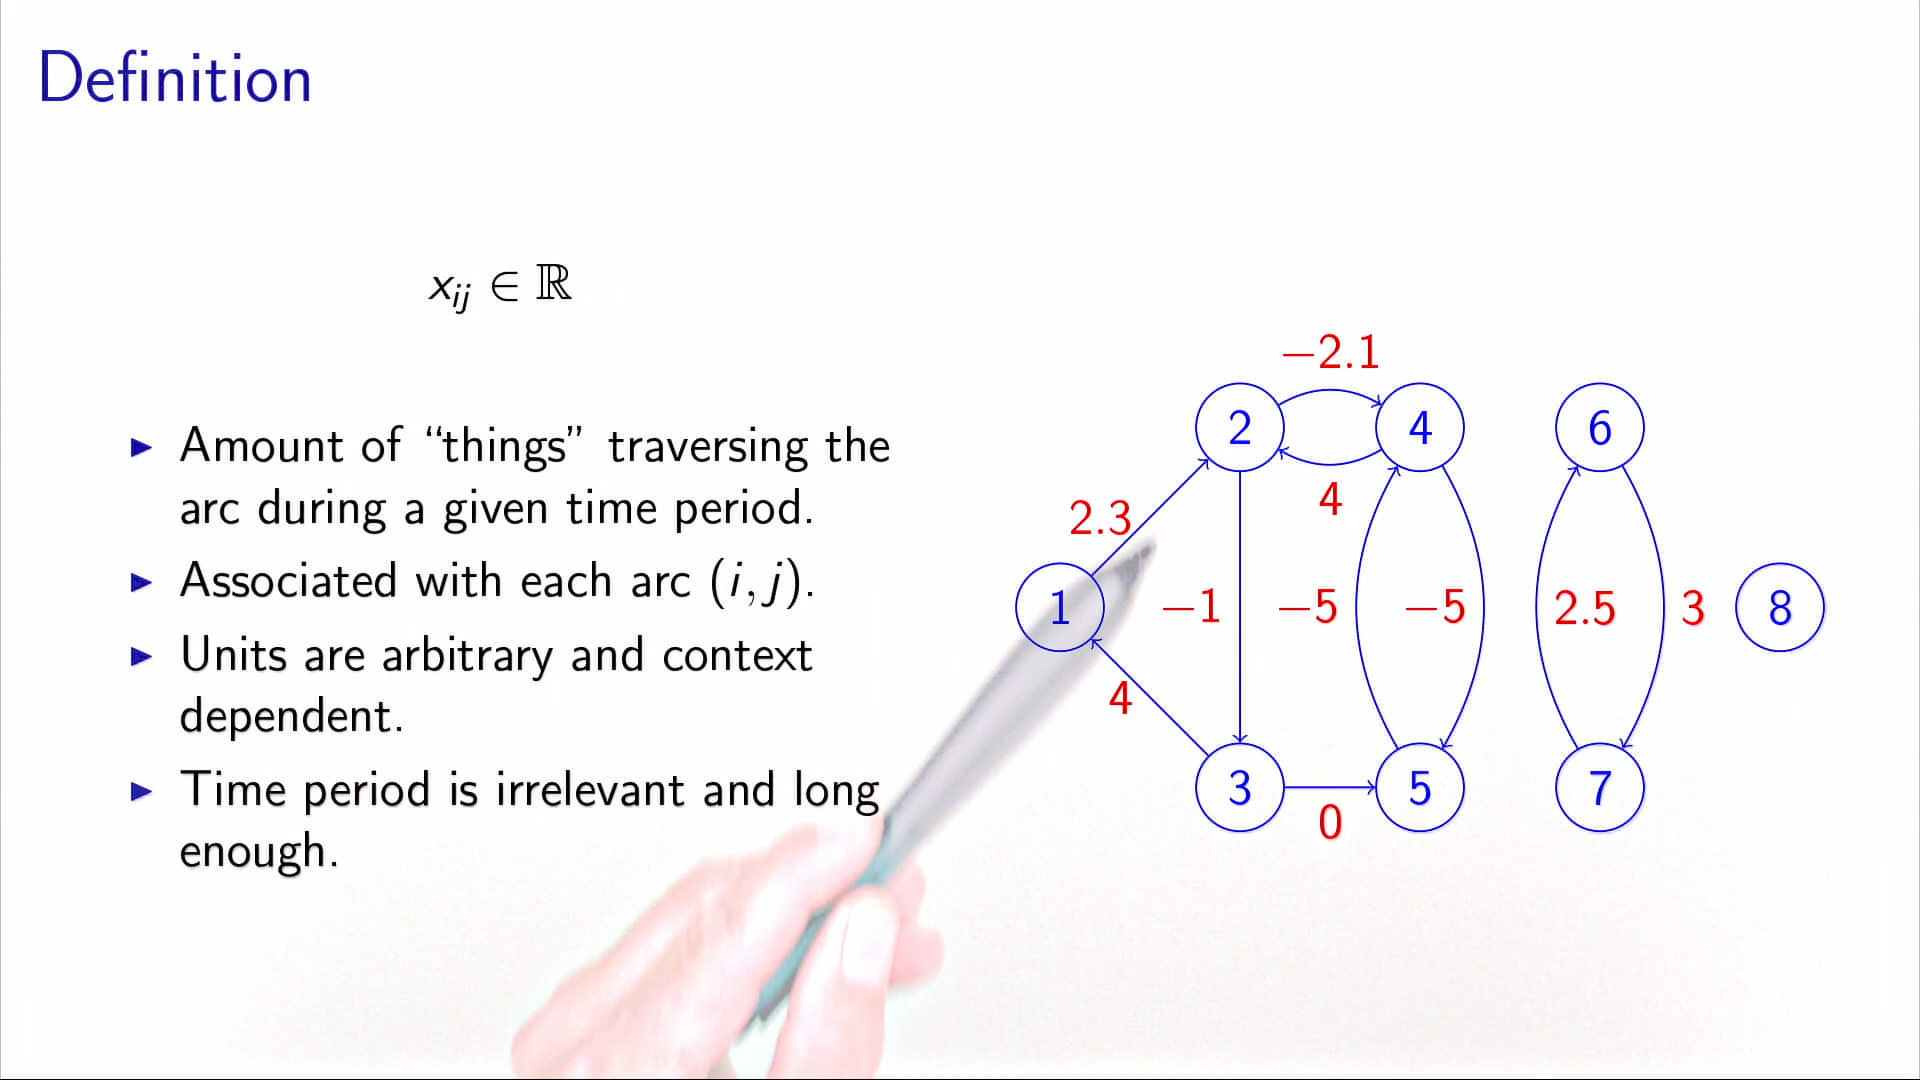 Definition
xij ∈ ℝ
Amount of “things” traversing the
arc during a given time period.
Associated with each arc (i, j).
Units are arbitrary and context
dependent.
Time period is irrelevant and long
enough.
−2.1
2 4 6
2.3 4
1 −1 −5 −5 2.5 3 8
4
3 5 7
0